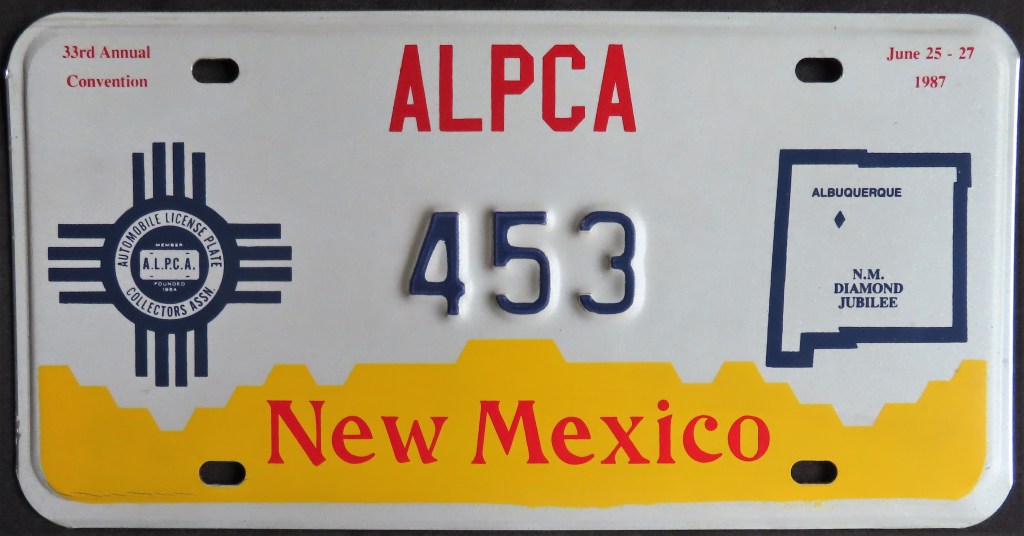 33rd Annual
Convention
ALPCA
June 25 - 27
1987
AUTOMOBILE LICENSE PLATE
MEMBER
A.L.P.C.A.
FOUNDED
1954
COLLECTORS ASSN.
453
ALBUQUERQUE
N.M.
DIAMOND
JUBILEE
New Mexico